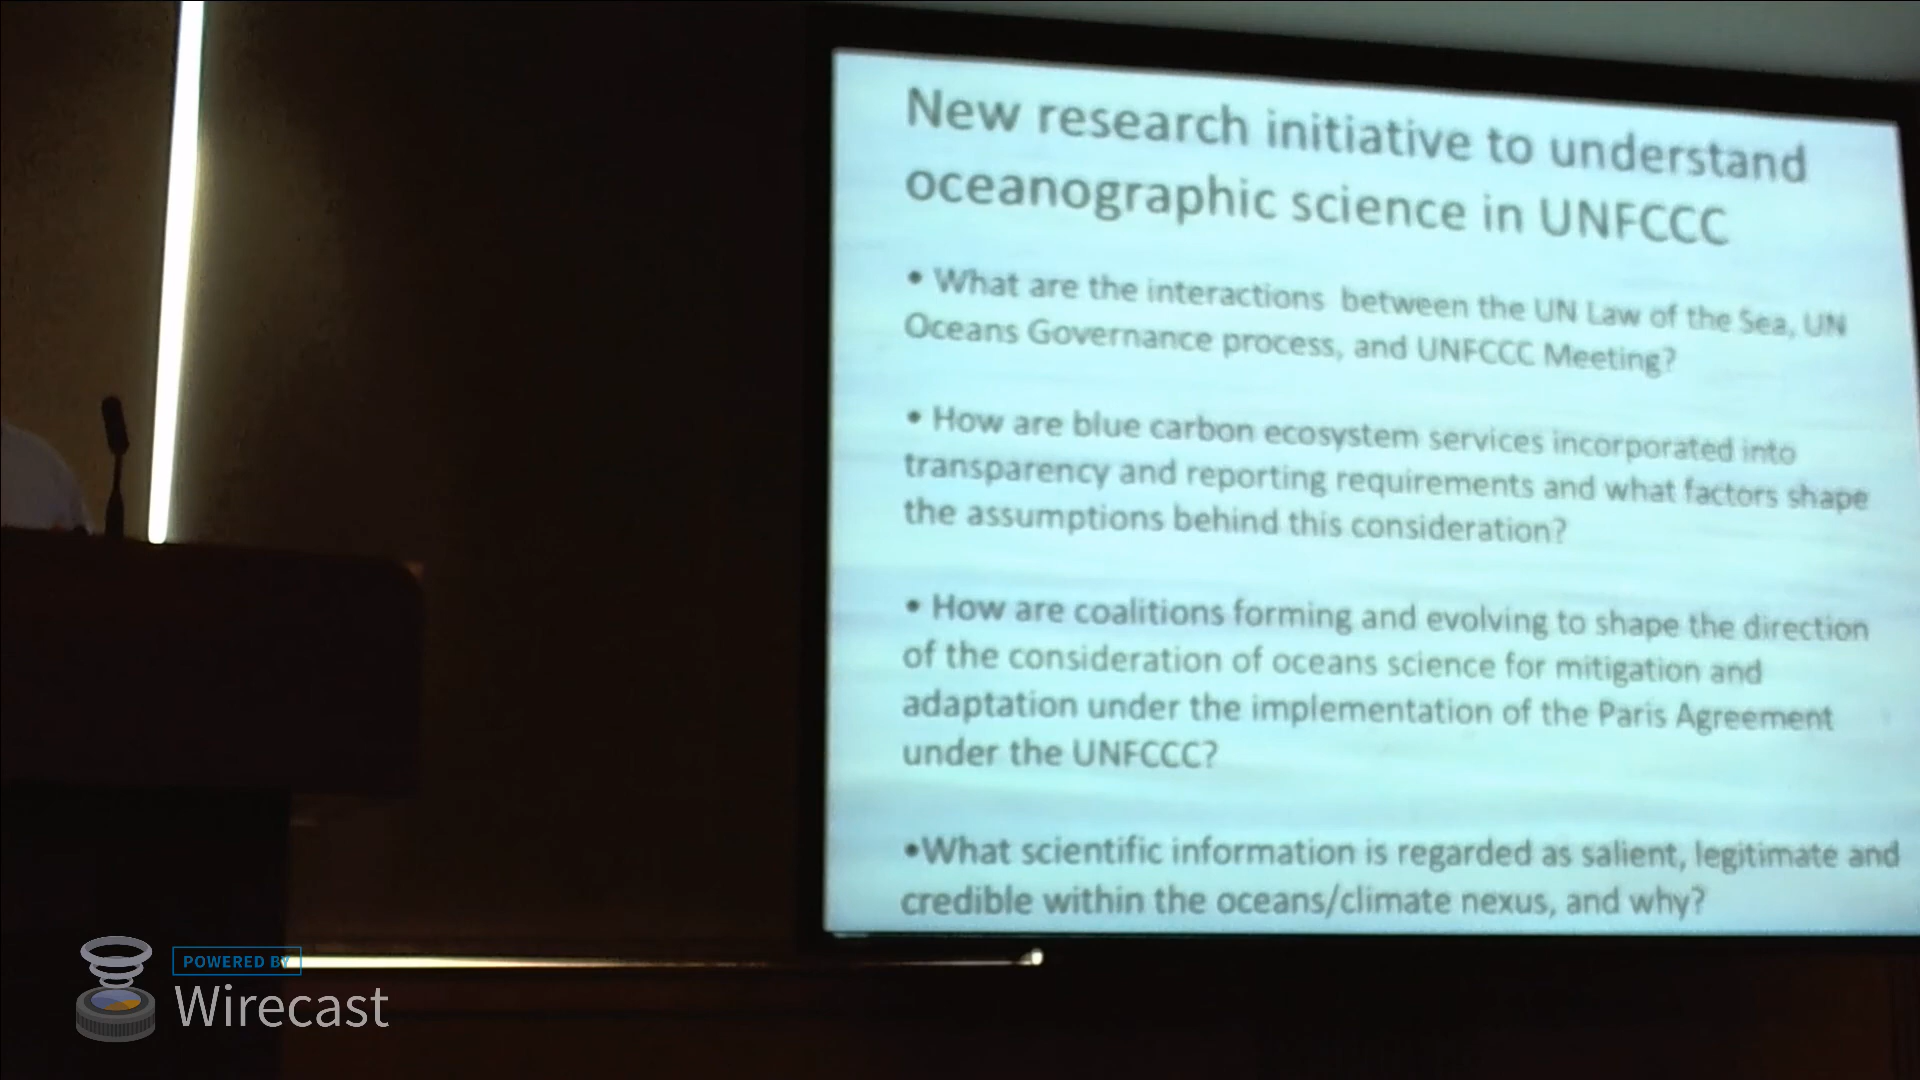 New research initiative to understand
oceanographic science in UNFCCC
• What are the interactions between the UN Law of the Sea, UN
Oceans Governance process, and UNFCCC Meeting?
• How are blue carbon ecosystem services incorporated into
transparency and reporting requirements and what factors shape
the assumptions behind this consideration?
• How are coalitions forming and evolving to shape the direction
of the consideration of oceans science for mitigation and
adaptation under the implementation of the Paris Agreement
under the UNFCCC?
•What scientific information is regarded as salient, legitimate and
credible within the oceans/climate nexus, and why?
POWERED BY
Wirecast